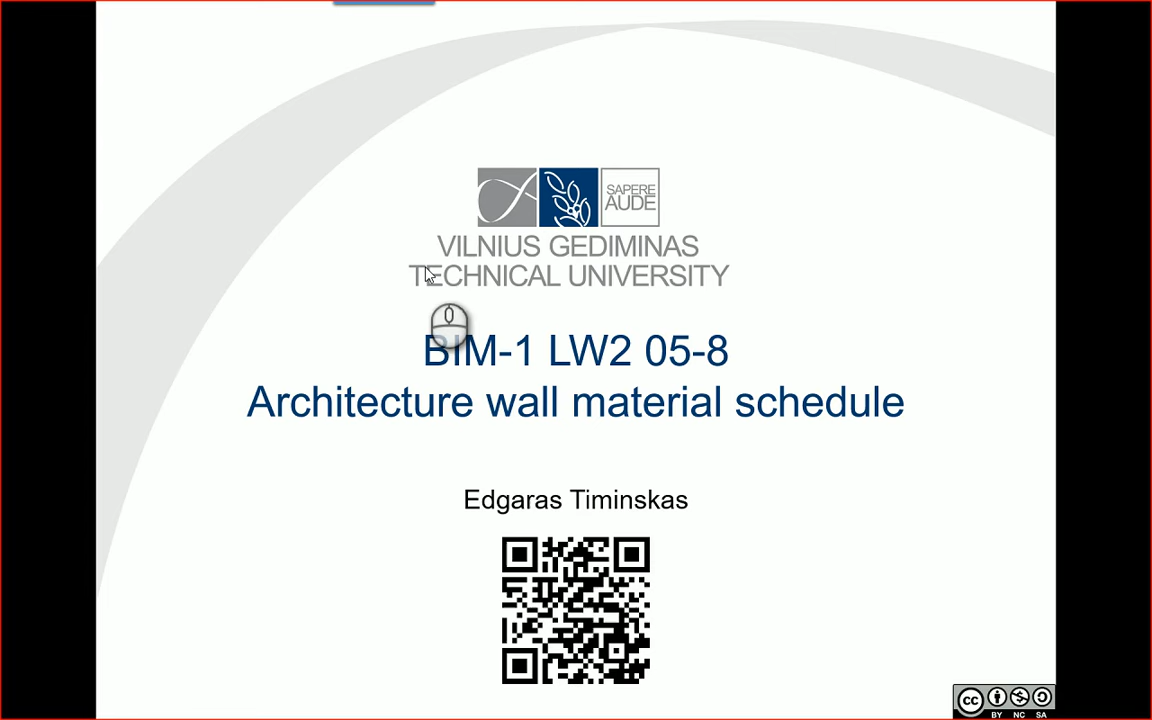 SAPERE
AUDE
VILNIUS GEDIMINAS
TECHNICAL UNIVERSITY
BIM-1 LW2 05-8
Architecture wall material schedule
Edgaras Timinskas
cc
BY NC SA